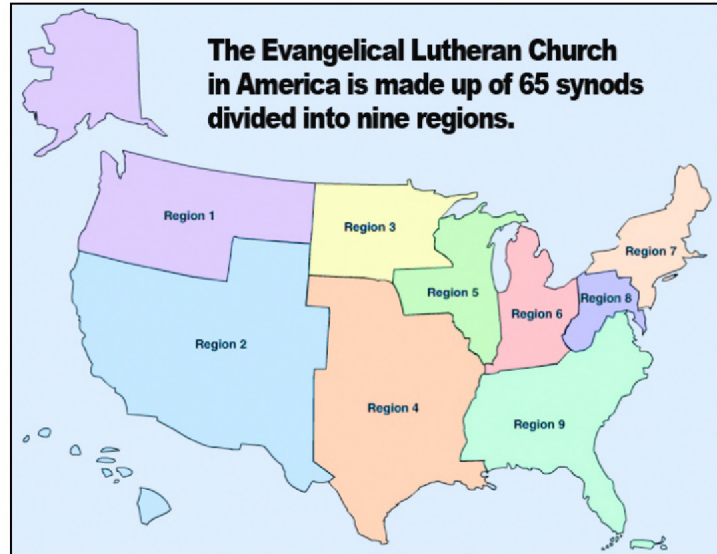 The Evangelical Lutheran Church
in America is made up of 65 synods
divided into nine regions.
Region 1
Region 3
Region 7
Region 5
Region 8
Region 6
Region 2
Region 4
Region 9